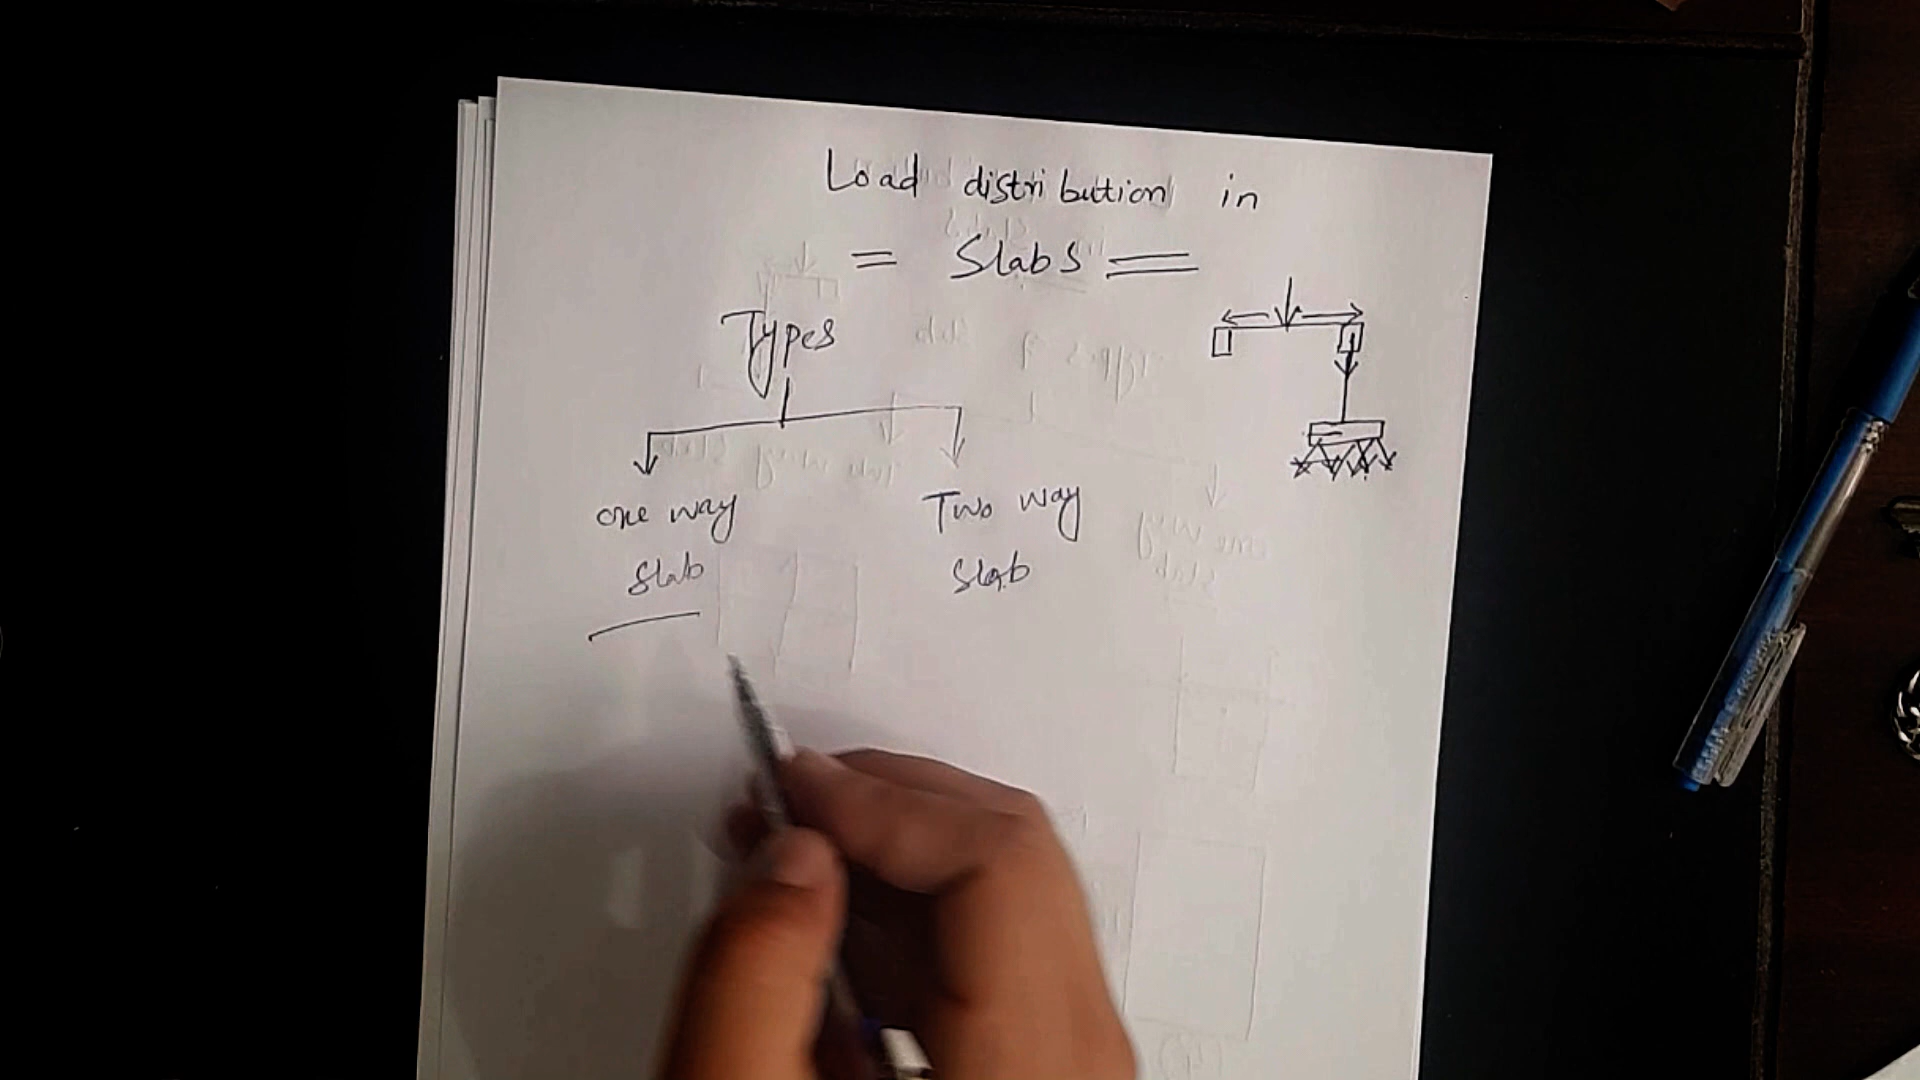 Load distribution in
= Slabs =
Types
one way
slab
Two way
slab